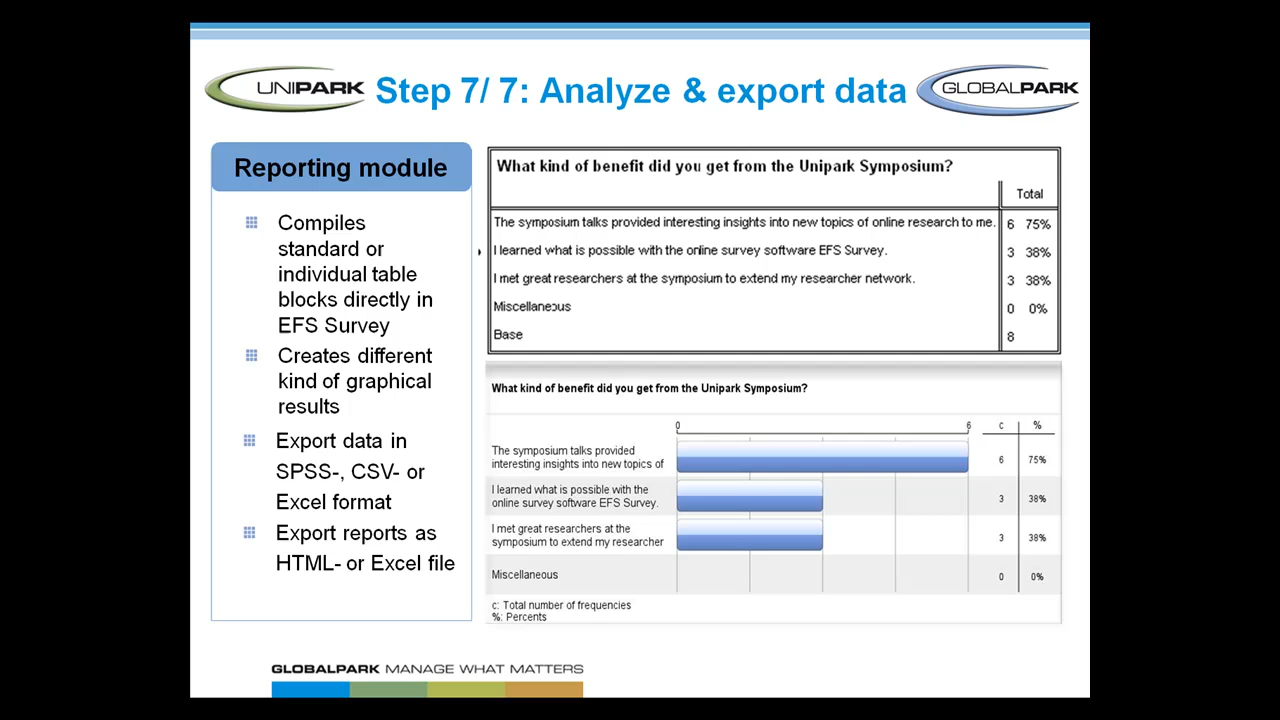 UNIPARK
Step 7/ 7: Analyze & export data
GLOBALPARK
Reporting module
Compiles
standard or
individual table
blocks directly in
EFS Survey
Creates different
kind of graphical
results
Export data in
SPSS-, CSV- or
Excel format
Export reports as
HTML- or Excel file
What kind of benefit did you get from the Unipark Symposium?
Total
The symposium talks provided interesting insights into new topics of online research to me. 6 75%
I learned what is possible with the online survey software EFS Survey. 3 38%
I met great researchers at the symposium to extend my researcher network. 3 38%
Miscellaneous 0 0%
Base 8
What kind of benefit did you get from the Unipark Symposium?
0 6 c %
The symposium talks provided
interesting insights into new topics of 6 75%
I learned what is possible with the
online survey software EFS Survey. 3 38%
I met great researchers at the
symposium to extend my researcher 3 38%
Miscellaneous 0 0%
c: Total number of frequencies
%: Percents
GLOBALPARK MANAGE WHAT MATTERS